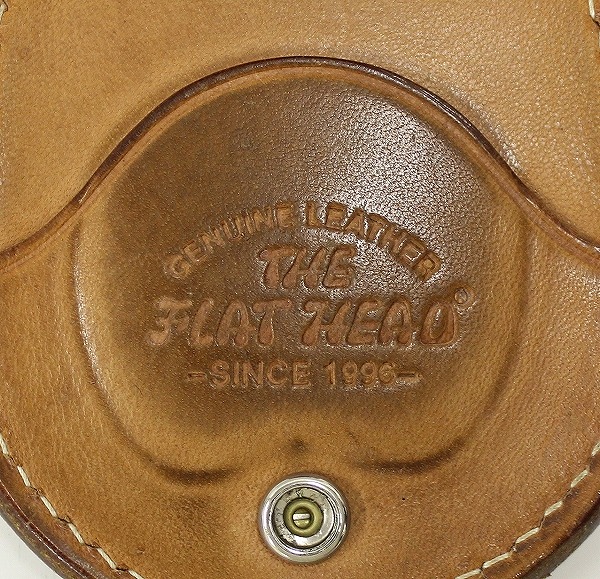 GENUINE LEATHER
THE
FLAT HEAD®
-SINCE 1996-